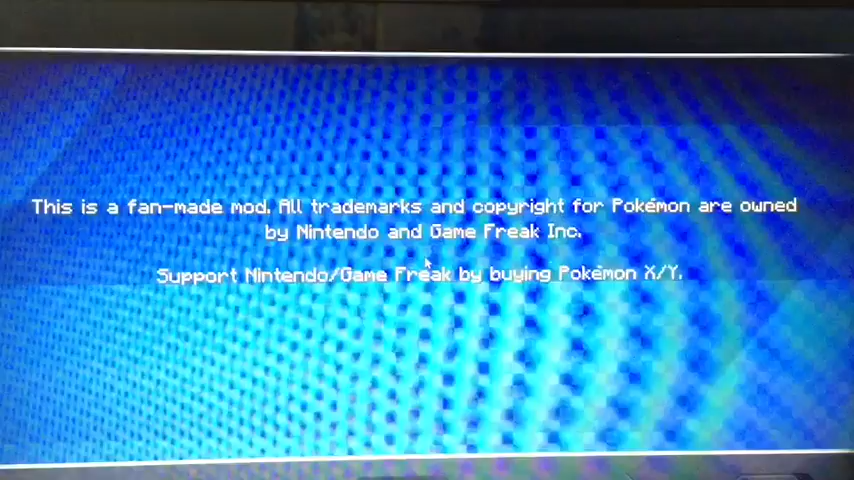 This is a fan-made mod. All trademarks and copyright for Pokémon are owned
by Nintendo and Game Freak Inc.
Support Nintendo/Game Freak by buying Pokémon X/Y.